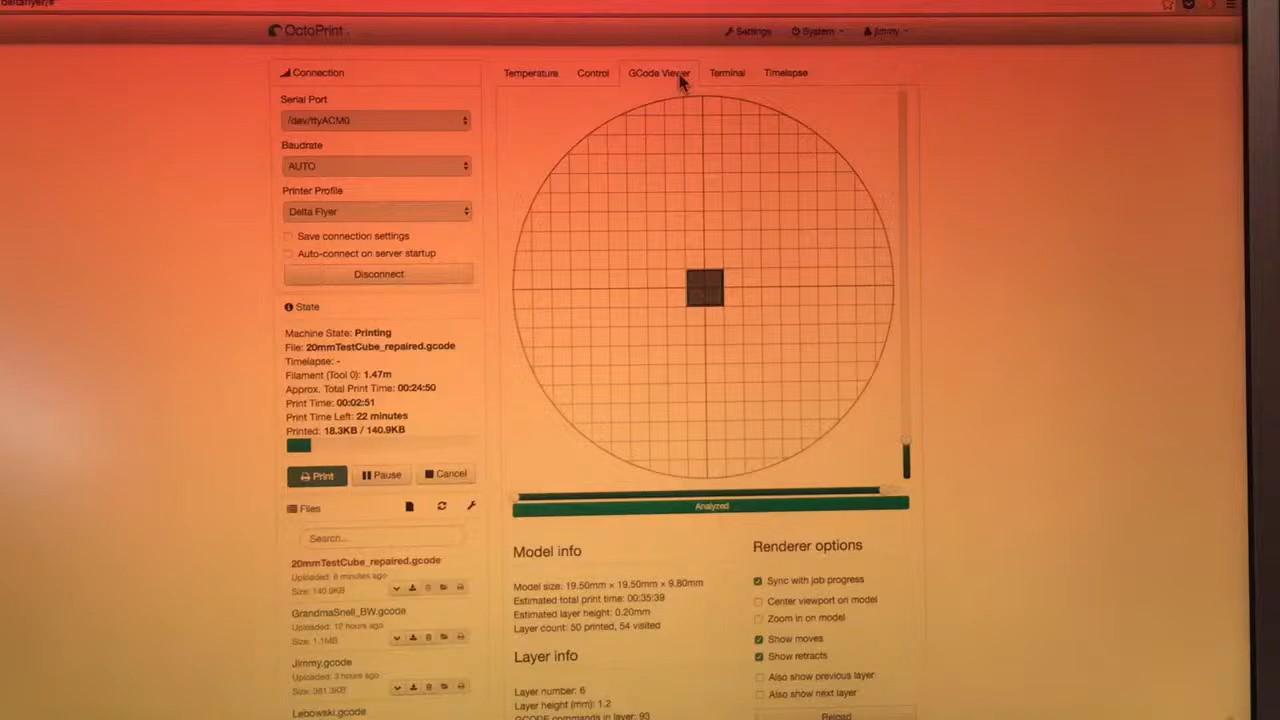 deltaflyer/#
OctoPrint
Settings
System
jimmy
Connection
Serial Port
/dev/ttyACM0
Baudrate
AUTO
Printer Profile
Delta Flyer
Save connection settings
Auto-connect on server startup
Disconnect
State
Machine State: Printing
File: 20mmTestCube_repaired.gcode
Timelapse: -
Filament (Tool 0): 1.47m
Approx. Total Print Time: 00:24:50
Print Time: 00:02:51
Print Time Left: 22 minutes
Printed: 18.3KB / 140.9KB
Print
Pause
Cancel
Files
Search...
20mmTestCube_repaired.gcode
Uploaded: 6 minutes ago
Size: 140.9KB
GrandmaSnell_BW.gcode
Uploaded: 12 hours ago
Size: 1.1MB
Jimmy.gcode
Uploaded: 3 hours ago
Size: 381.3KB
Lebowski.gcode
Temperature
Control
GCode Viewer
Terminal
Timelapse
Analyzed
Model info
Model size: 19.50mm × 19.50mm × 9.80mm
Estimated total print time: 00:35:39
Estimated layer height: 0.20mm
Layer count: 50 printed, 54 visited
Layer info
Layer number: 6
Layer height (mm): 1.2
GCODE commands in layer: 93
Renderer options
Sync with job progress
Center viewport on model
Zoom in on model
Show moves
Show retracts
Also show previous layer
Also show next layer
Reload